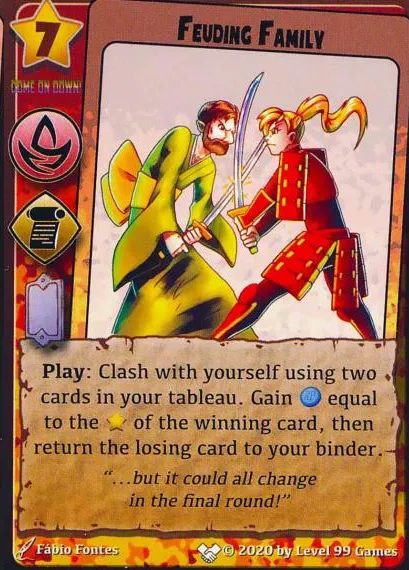 Feuding Family
7
COME ON DOWN!
Play: Clash with yourself using two
cards in your tableau. Gain equal
to the of the winning card, then
return the losing card to your binder.
“...but it could all change
in the final round!”
Fábio Fontes
© 2020 by Level 99 Games